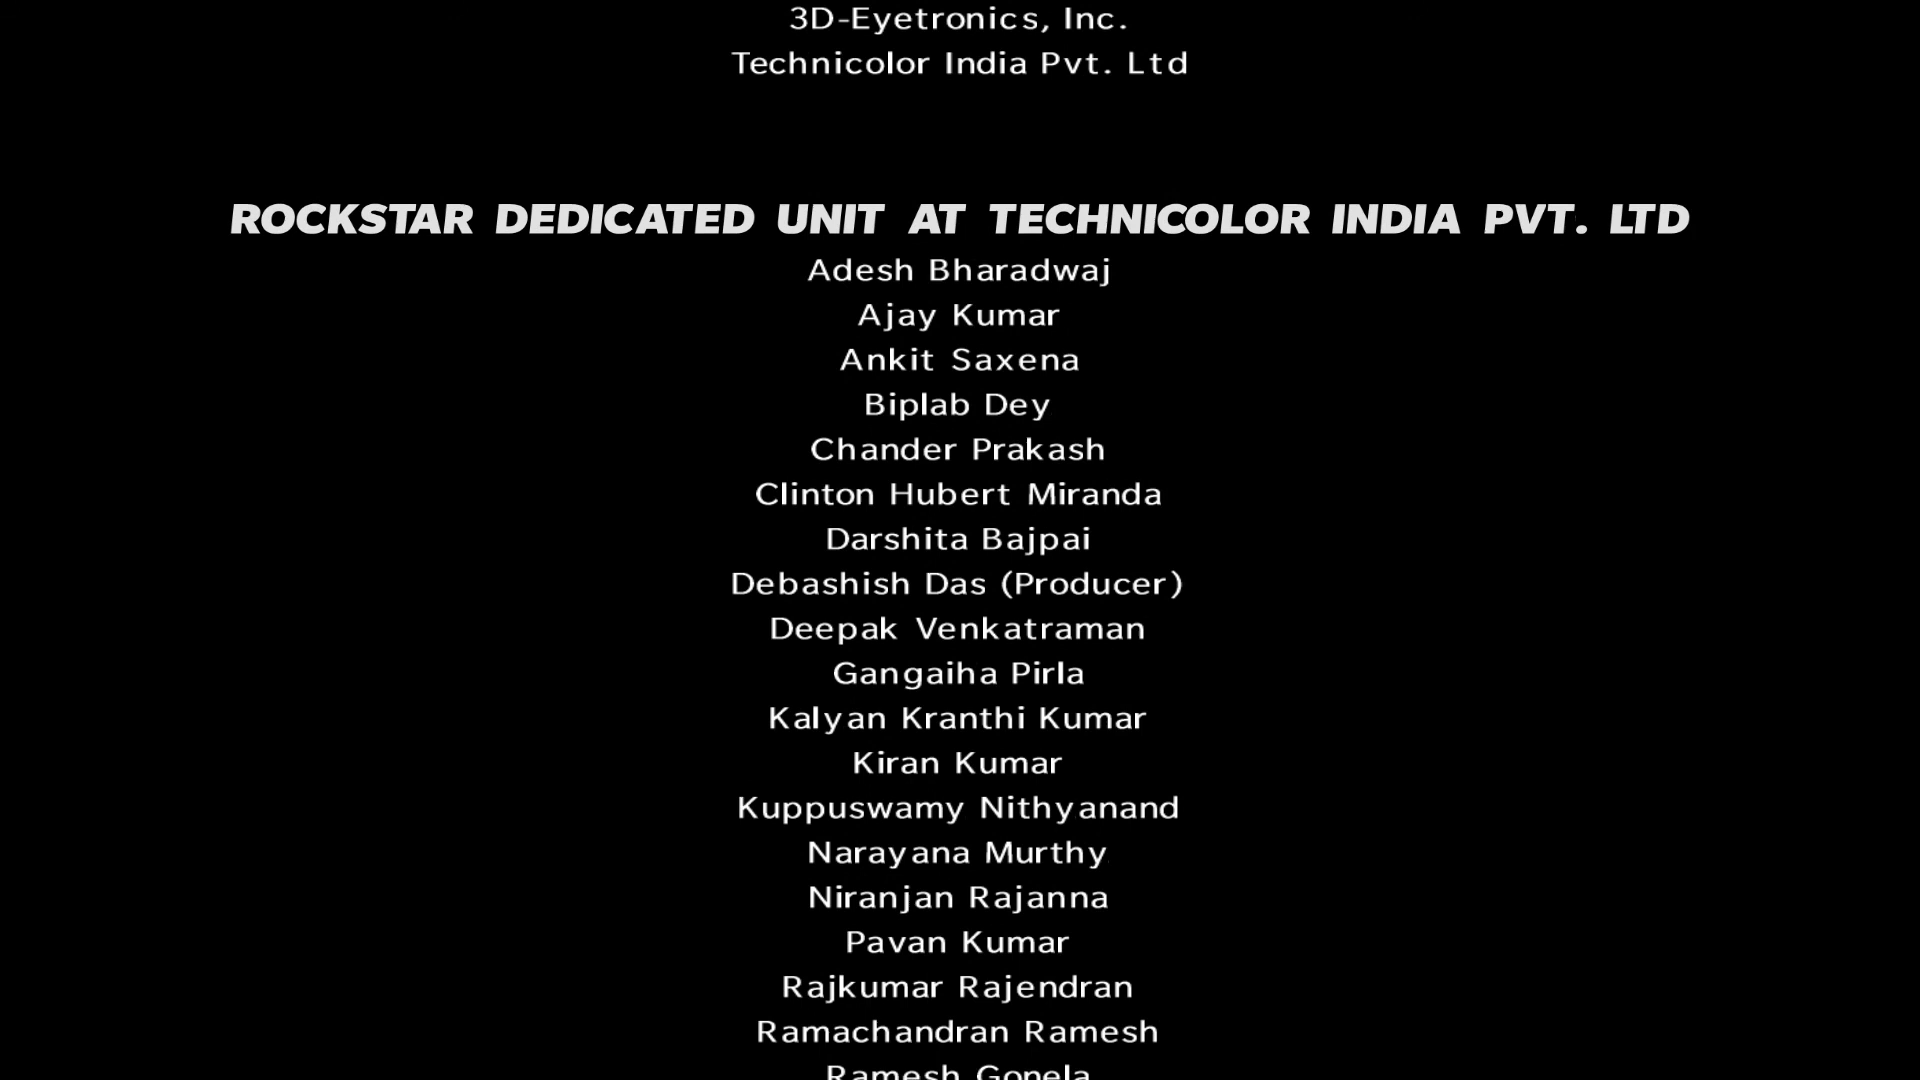 3D-Eyetronics, Inc.
Technicolor India Pvt. Ltd
ROCKSTAR DEDICATED UNIT AT TECHNICOLOR INDIA PVT. LTD
Adesh Bharadwaj
Ajay Kumar
Ankit Saxena
Biplab Dey
Chander Prakash
Clinton Hubert Miranda
Darshita Bajpai
Debashish Das (Producer)
Deepak Venkatraman
Gangaiha Pirla
Kalyan Kranthi Kumar
Kiran Kumar
Kuppuswamy Nithyanand
Narayana Murthy
Niranjan Rajanna
Pavan Kumar
Rajkumar Rajendran
Ramachandran Ramesh
Ramesh Gopela